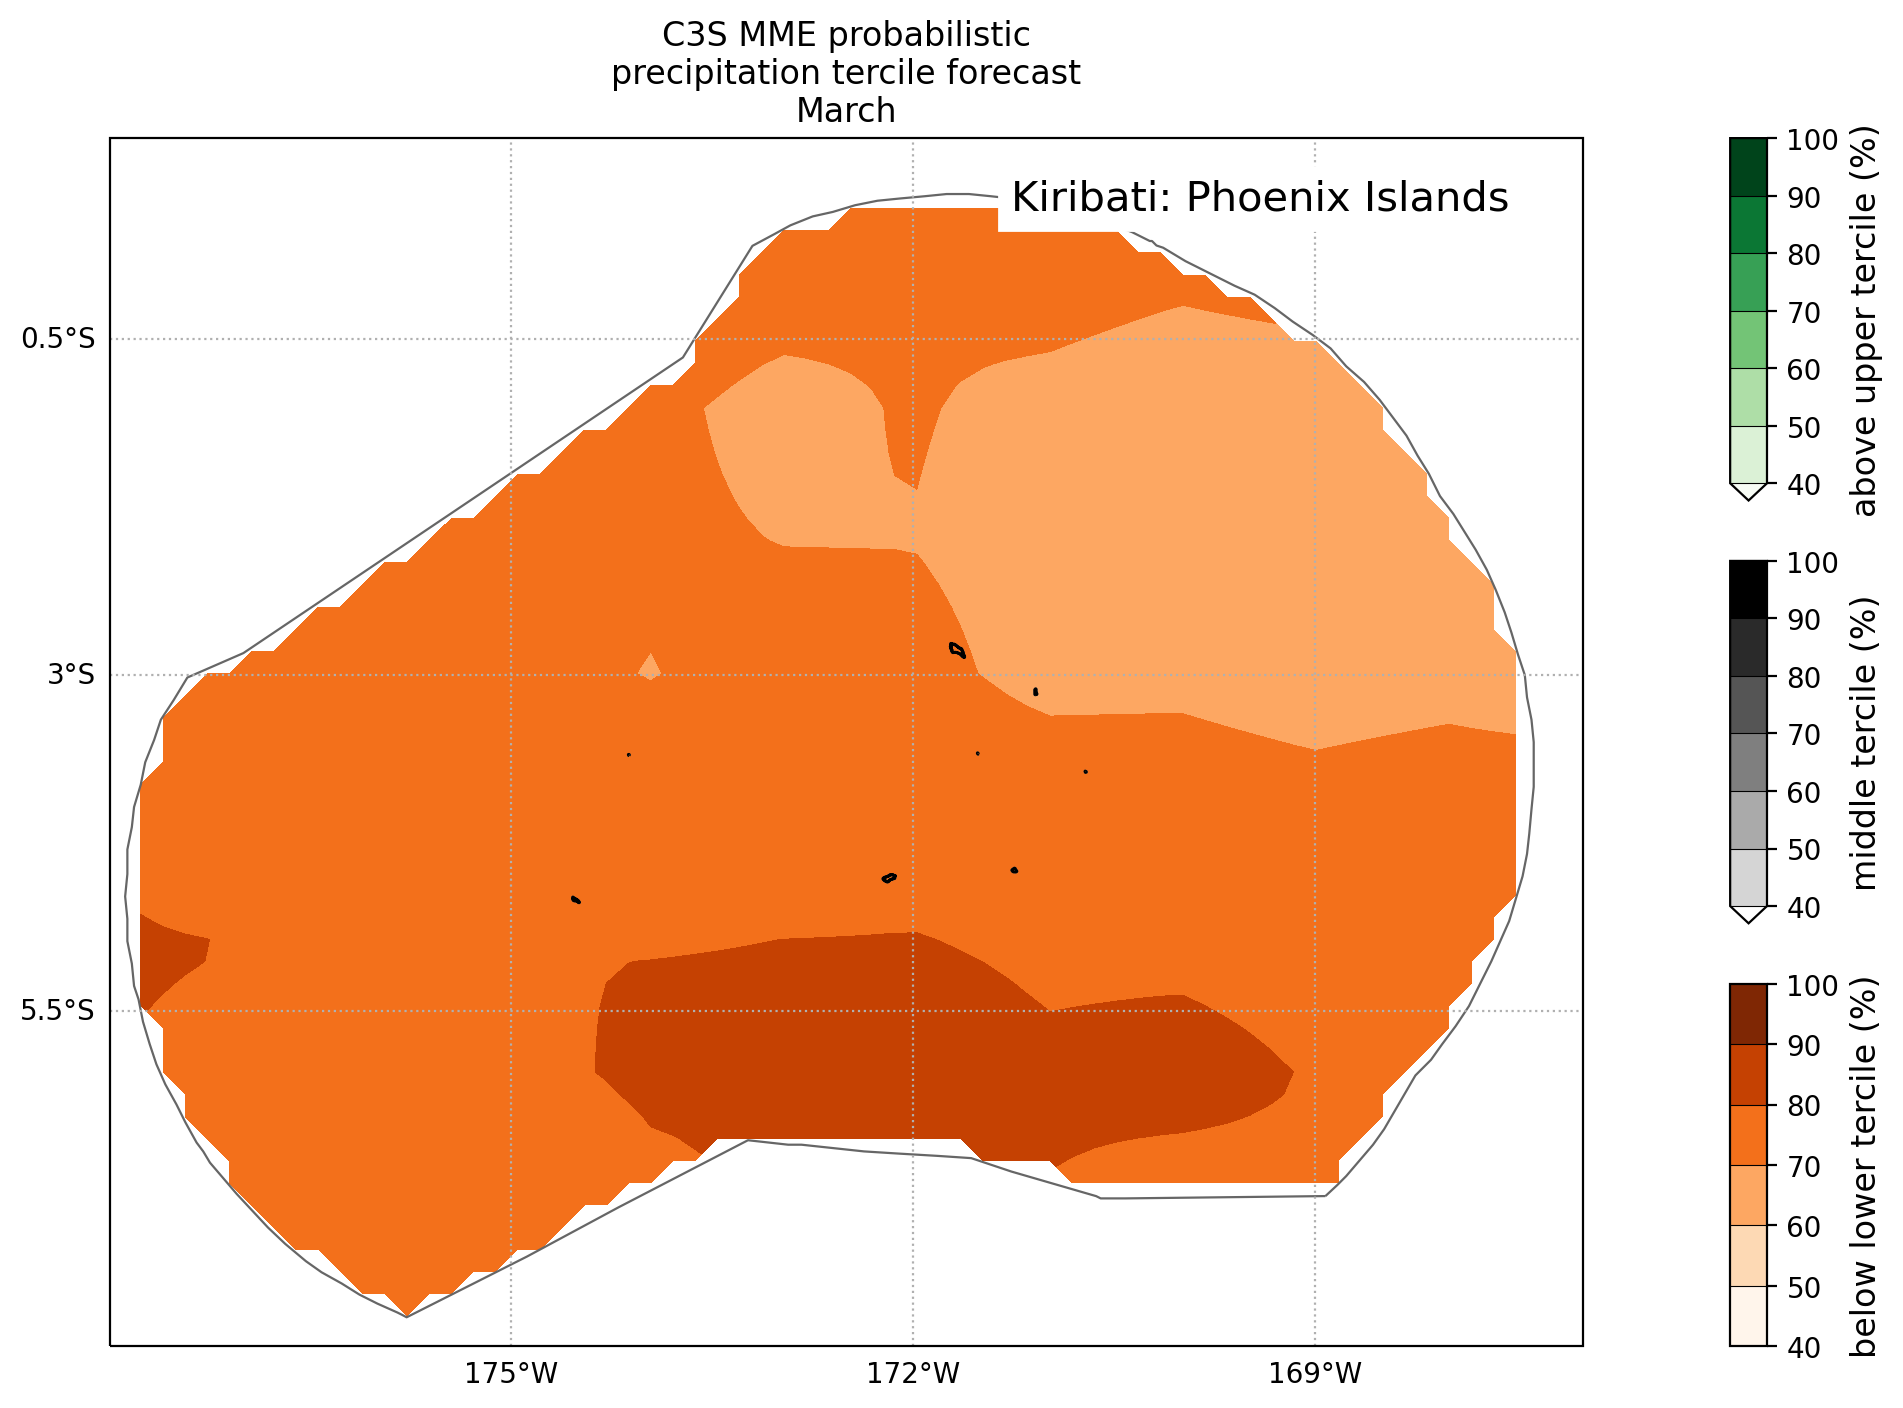 C3S MME probabilistic
precipitation tercile forecast
March
Kiribati: Phoenix Islands
0.5°S
3°S
5.5°S
175°W
172°W
169°W
100
90
80
70
60
50
40
above upper tercile (%)
100
90
80
70
60
50
40
middle tercile (%)
100
90
80
70
60
50
40
below lower tercile (%)